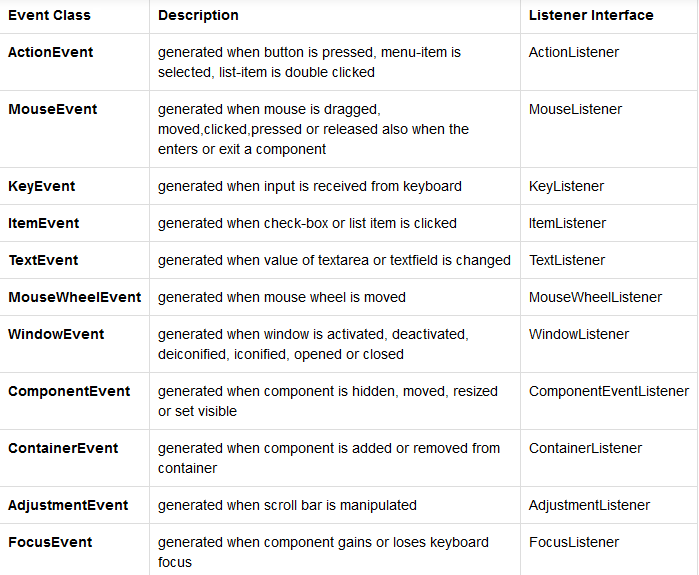 Event Class Description Listener Interface
ActionEvent generated when button is pressed, menu-item is ActionListener
selected, list-item is double clicked
MouseEvent generated when mouse is dragged, MouseListener
moved,clicked,pressed or released also when the
enters or exit a component
KeyEvent generated when input is received from keyboard KeyListener
ItemEvent generated when check-box or list item is clicked ItemListener
TextEvent generated when value of textarea or textfield is changed TextListener
MouseWheelEvent generated when mouse wheel is moved MouseWheelListener
WindowEvent generated when window is activated, deactivated, WindowListener
deiconified, iconified, opened or closed
ComponentEvent generated when component is hidden, moved, resized ComponentEventListener
or set visible
ContainerEvent generated when component is added or removed from ContainerListener
container
AdjustmentEvent generated when scroll bar is manipulated AdjustmentListener
FocusEvent generated when component gains or loses keyboard FocusListener
focus